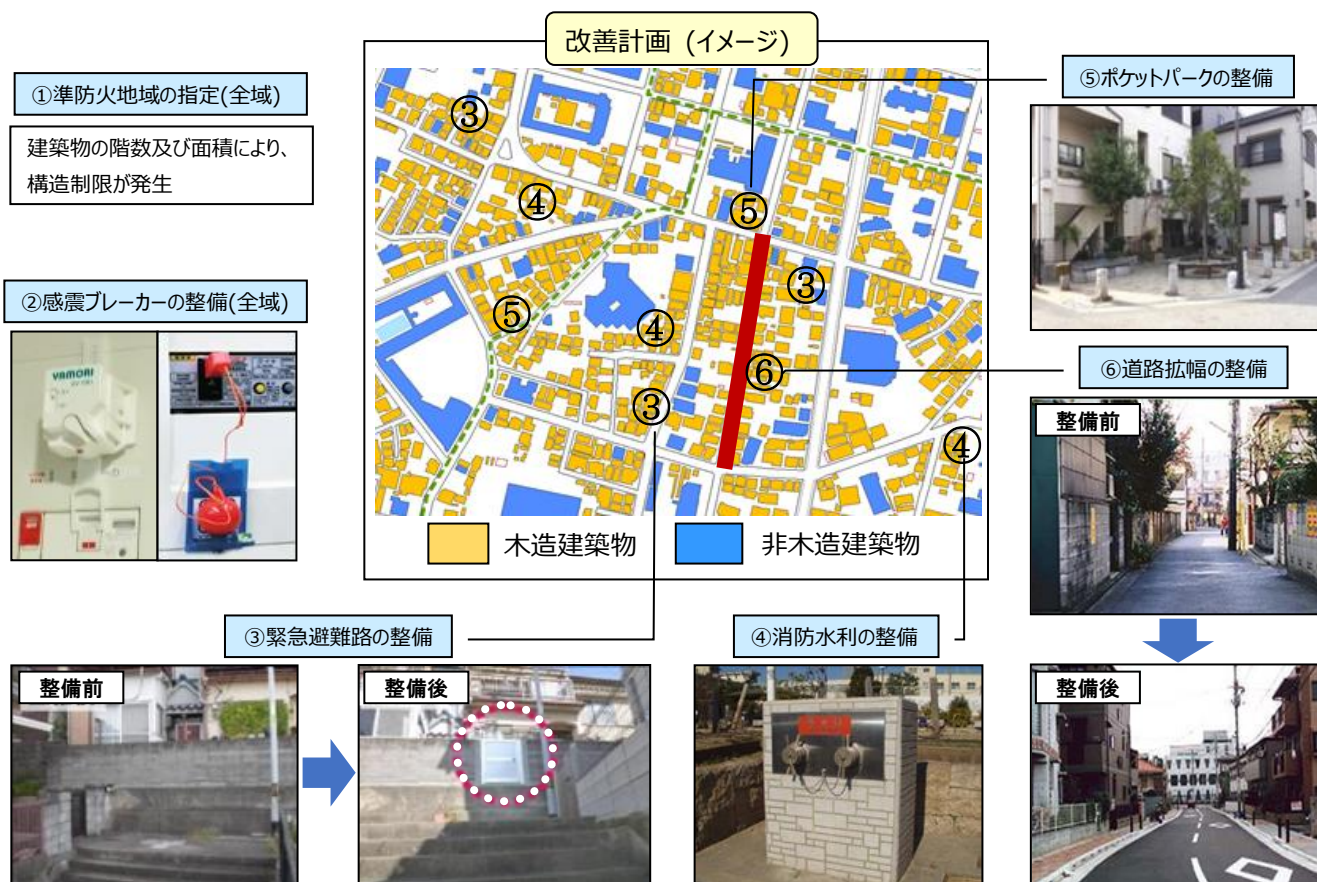 改善計画 (イメージ)
①準防火地域の指定(全域)
建築物の階数及び面積により、
構造制限が発生
②感震ブレーカーの整備(全域)
YAMORI
③
④
⑤
⑤
③
④
⑥
③
④
木造建築物
非木造建築物
⑤ポケットパークの整備
⑥道路拡幅の整備
整備前
整備後
③緊急避難路の整備
整備前
整備後
④消防水利の整備